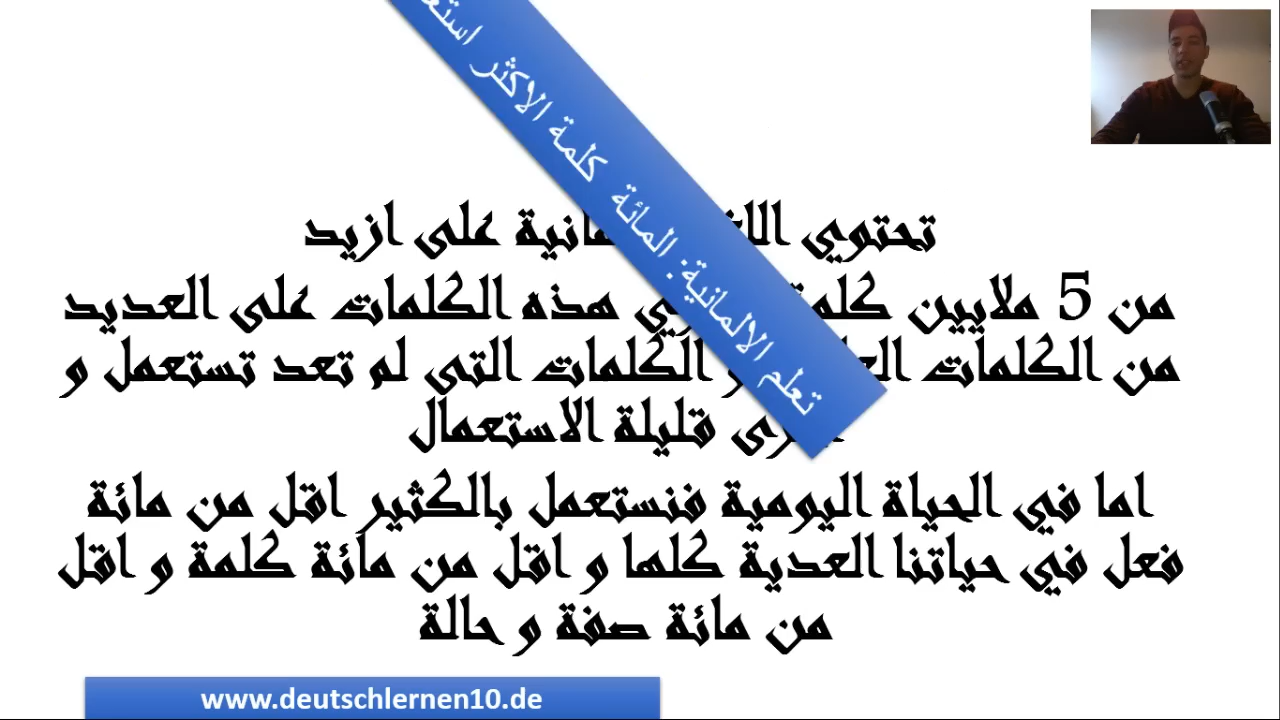 تعلم الالمانية: المائة كلمة الاكثر
تحتوي على ازيد
من 5 ملايين هذه الكلمات على العديد
من الكلمات و الكلمات التى لم تعد تستعمل و
قليلة الاستعمال
اما في الحياة اليومية فنستعمل بالكثير اقل من مائة
فعل في حياتنا العدية كلها و اقل من مائة كلمة و اقل
من مائة صفة و حالة
www.deutschlernen10.de